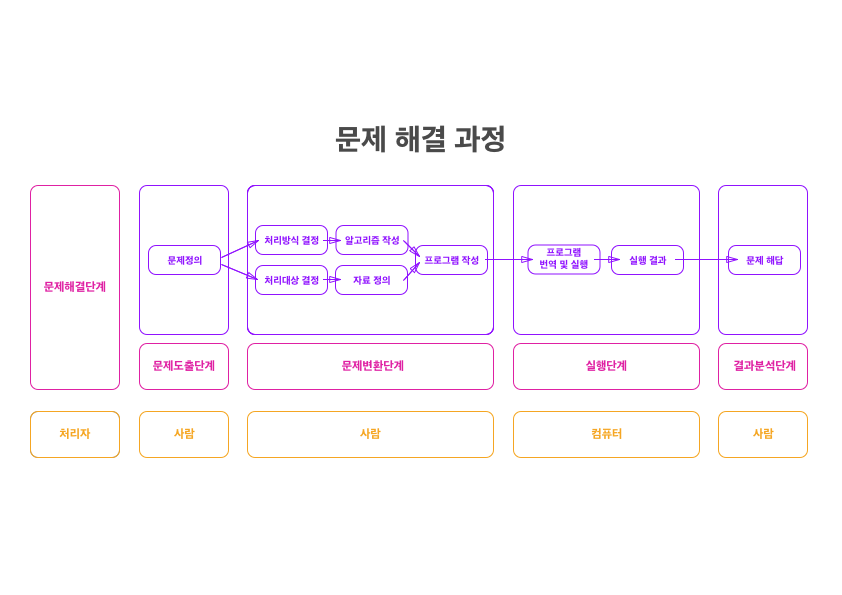 문제 해결 과정
문제해결단계
문제정의
처리방식 결정
알고리즘 작성
처리대상 결정
자료 정의
프로그램 작성
프로그램
번역 및 실행
실행 결과
문제 해답
문제도출단계
문제변환단계
실행단계
결과분석단계
처리자
사람
사람
컴퓨터
사람